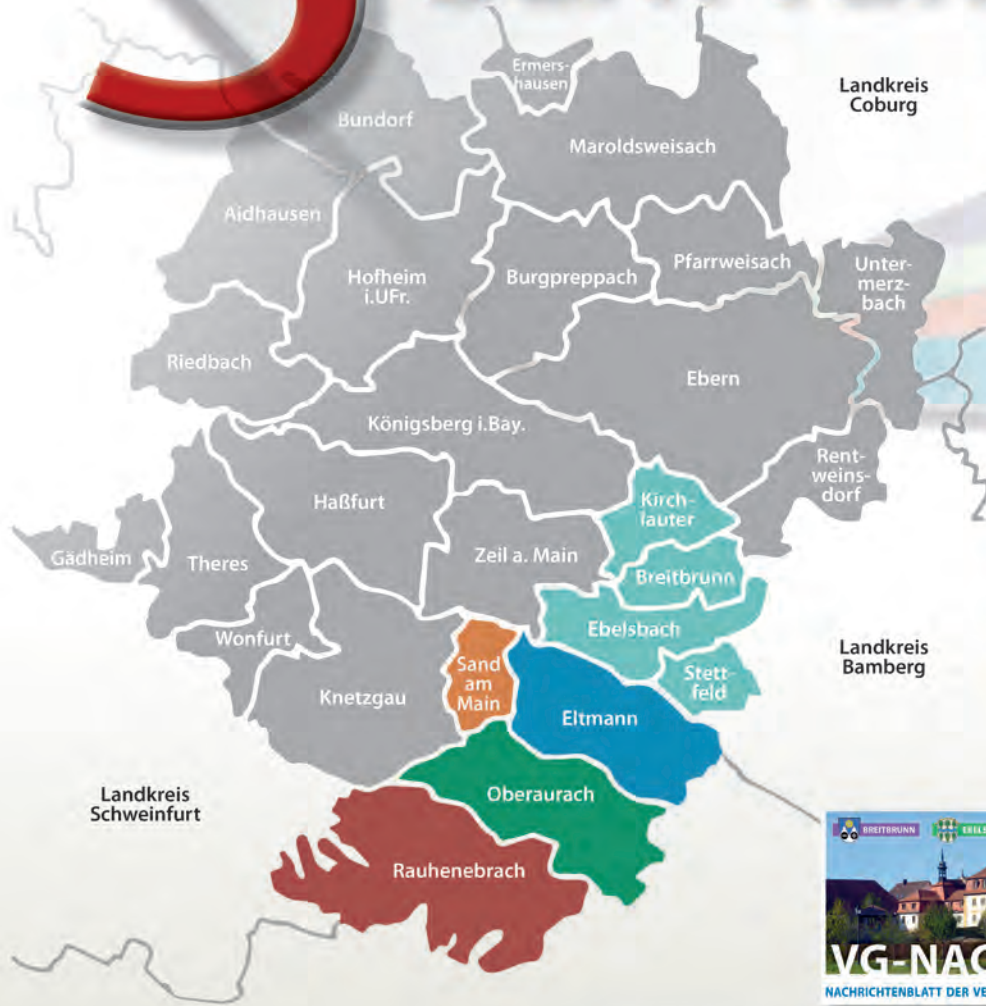 Ermers-
hausen
Landkreis
Coburg
Bundorf
Maroldsweisach
Aidhausen
Hofheim
i.UFr.
Burgpreppach
Pfarrweisach
Unter-
merz-
bach
Riedbach
Ebern
Königsberg i.Bay.
Rent-
weins-
dorf
Haßfurt
Kirch-
lauter
Gädheim
Theres
Zeil a. Main
Breitbrunn
Wonfurt
Ebelsbach
Landkreis
Bamberg
Knetzgau
Sand
am
Main
Stett-
feld
Eltmann
Landkreis
Schweinfurt
Oberaurach
Rauhenebrach
BREITBRUNN
VG-NAC
NACHRICHTENBLATT DER VE